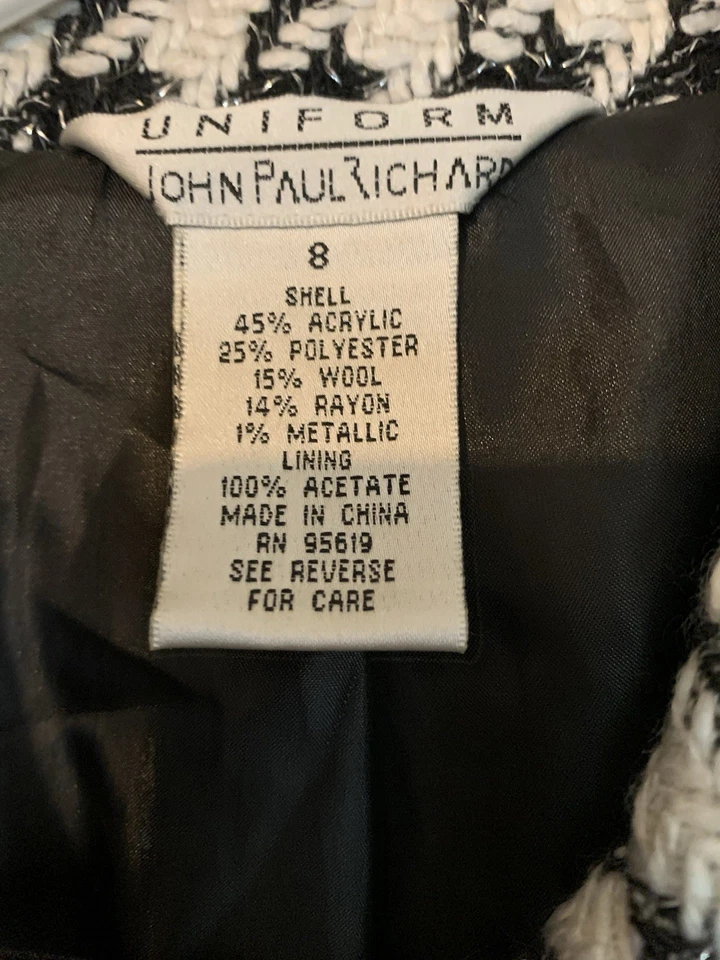 UNIFORM
JOHN PAUL RICHARD
8
SHELL
45% ACRYLIC
25% POLYESTER
15% WOOL
14% RAYON
1% METALLIC
LINING
100% ACETATE
MADE IN CHINA
RN 95619
SEE REVERSE
FOR CARE